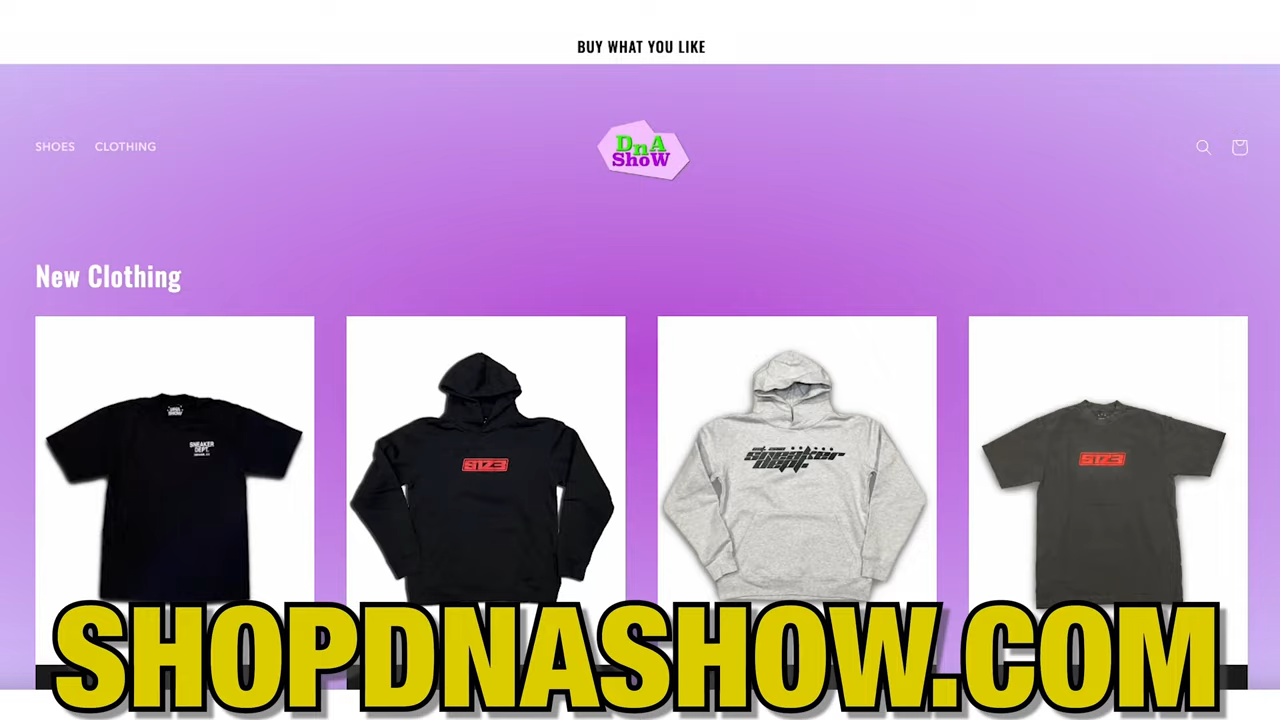 BUY WHAT YOU LIKE
SHOES CLOTHING
DnA
ShoW
New Clothing
SNEAKER
DEPT.
STZ3
sneaker
dept.
STZ3
SHOPDNASHOW.COM